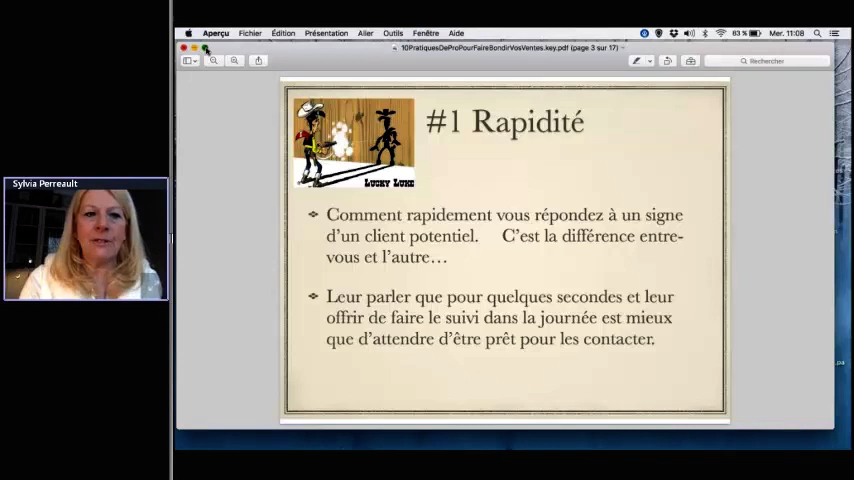 Aperçu Fichier Édition Présentation Aller Outils Fenêtre Aide 83 % Mer. 11:08
10PratiquesDeProPourFaireBondirVosVentes.key.pdf (page 3 sur 17)
Rechercher
Sylvia Perreault
#1 Rapidité
LUCKY LUKE
Comment rapidement vous répondez à un signe
d'un client potentiel. C'est la différence entre-
vous et l'autre…
Leur parler que pour quelques secondes et leur
offrir de faire le suivi dans la journée est mieux
que d'attendre d'être prêt pour les contacter.